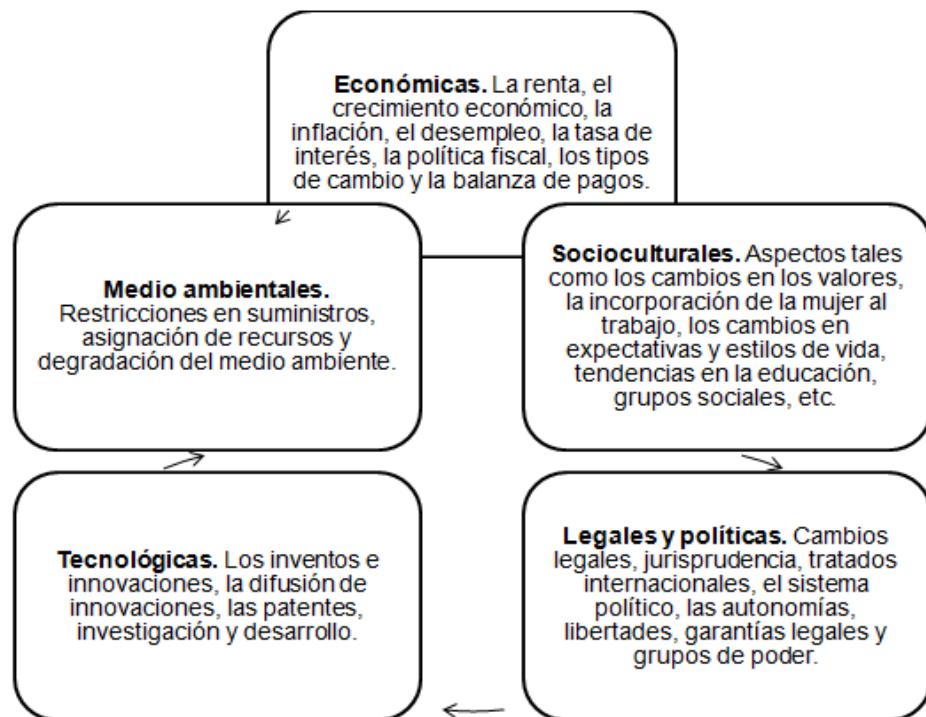 Económicas. La renta, el
crecimiento económico, la
inflación, el desempleo, la tasa de
interés, la política fiscal, los tipos
de cambio y la balanza de pagos.
Medio ambientales.
Restricciones en suministros,
asignación de recursos y
degradación del medio ambiente.
Socioculturales. Aspectos tales
como los cambios en los valores,
la incorporación de la mujer al
trabajo, los cambios en
expectativas y estilos de vida,
tendencias en la educación,
grupos sociales, etc.
Tecnológicas. Los inventos e
innovaciones, la difusión de
innovaciones, las patentes,
investigación y desarrollo.
Legales y políticas. Cambios
legales, jurisprudencia, tratados
internacionales, el sistema
político, las autonomías,
libertades, garantías legales y
grupos de poder.